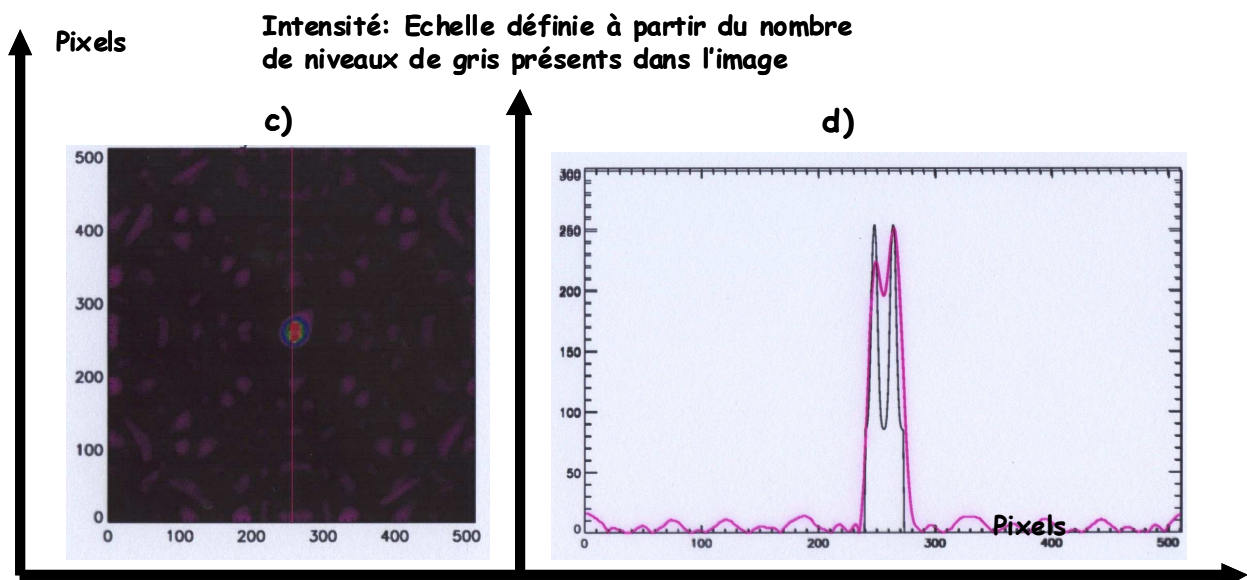 Pixels
Intensité: Echelle définie à partir du nombre
de niveaux de gris présents dans l'image
c)
d)
500
400
300
200
100
0
0 100 200 300 400 500
300
250
200
150
100
50
0
0 100 200 300 400 500
Pixels